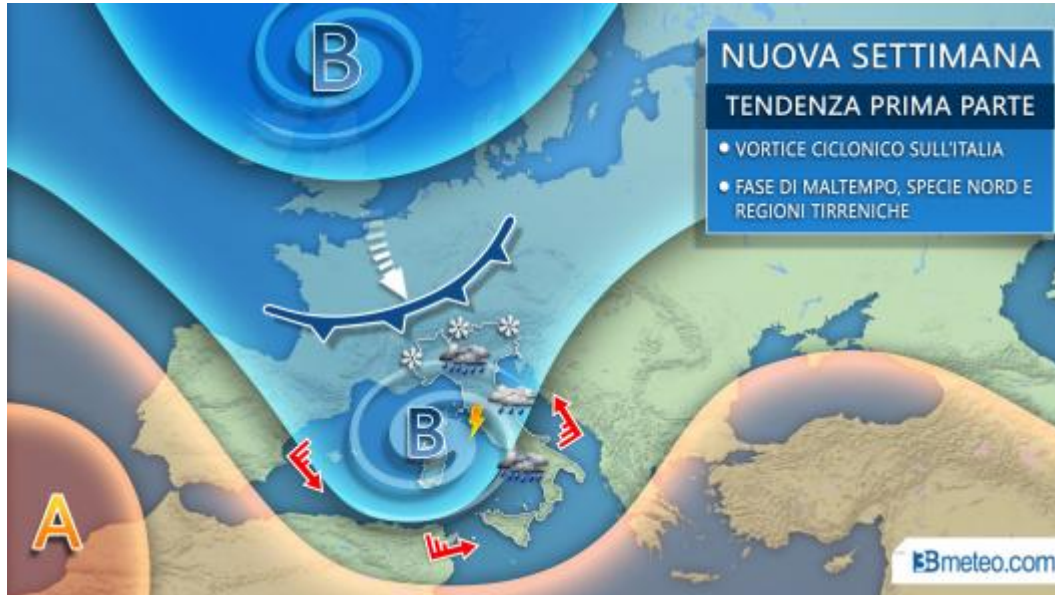 B
NUOVA SETTIMANA
TENDENZA PRIMA PARTE
• VORTICE CICLONICO SULL'ITALIA
• FASE DI MALTEMPO, SPECIE NORD E
REGIONI TIRRENICHE
B
A
3Bmeteo.com